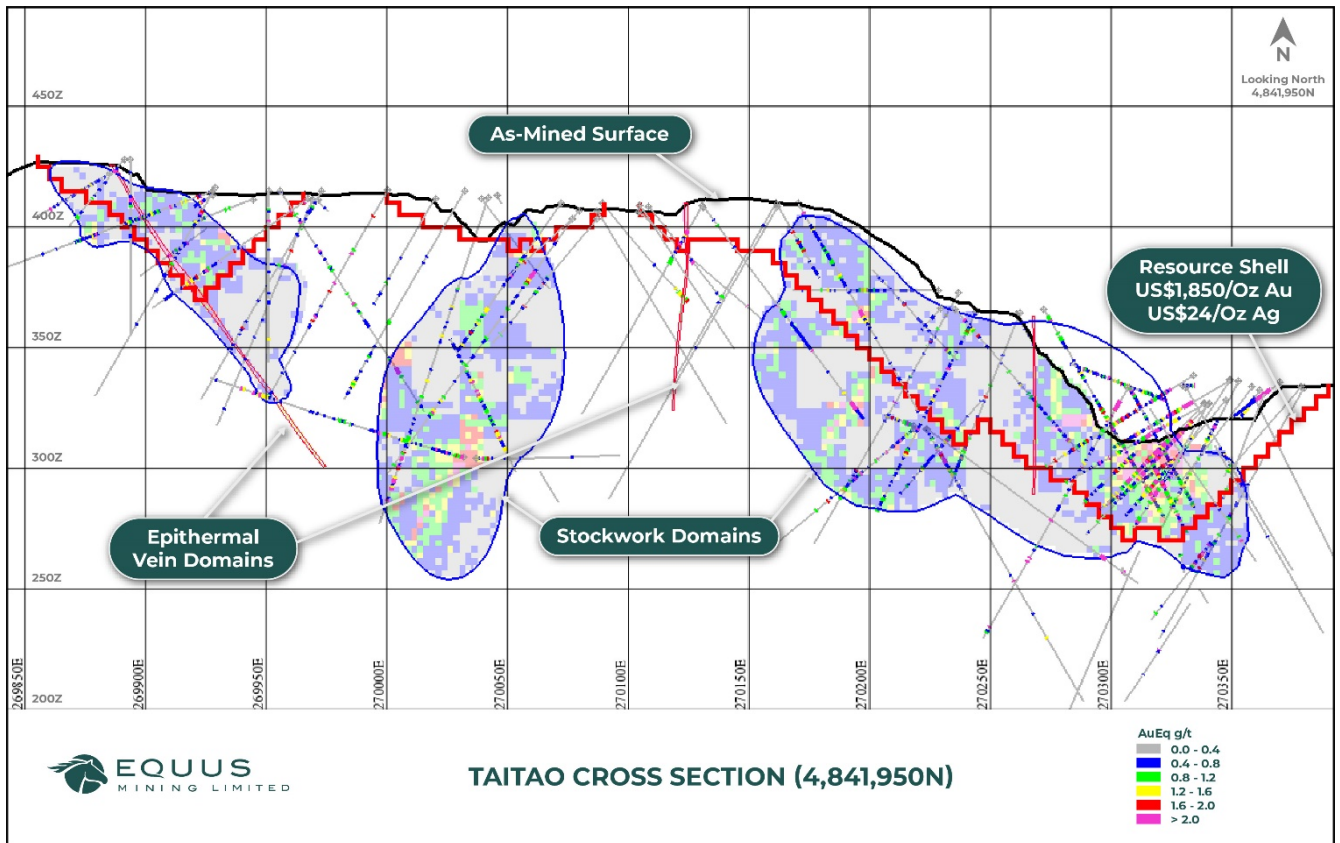 N
Looking North
4,841,950N
450Z
As-Mined Surface
400Z
Resource Shell
US$1,850/Oz Au
US$24/Oz Ag
350Z
300Z
Epithermal
Vein Domains
Stockwork Domains
250Z
200Z
269850E
269900E
269950E
270000E
270050E
270100E
270150E
270200E
270250E
270300E
270350E
EQUUS
MINING LIMITED
TAITAO CROSS SECTION (4,841,950N)
AuEq g/t
0.0 - 0.4
0.4 - 0.8
0.8 - 1.2
1.2 - 1.6
1.6 - 2.0
> 2.0